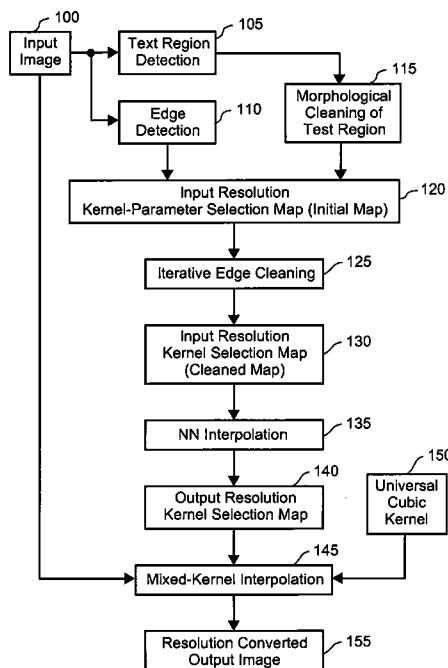 100
Input
Image
105
Text Region
Detection
110
Edge
Detection
115
Morphological
Cleaning of
Test Region
120
Input Resolution
Kernel-Parameter Selection Map (Initial Map)
125
Iterative Edge Cleaning
130
Input Resolution
Kernel Selection Map
(Cleaned Map)
135
NN Interpolation
140
Output Resolution
Kernel Selection Map
150
Universal
Cubic
Kernel
145
Mixed-Kernel Interpolation
155
Resolution Converted
Output Image